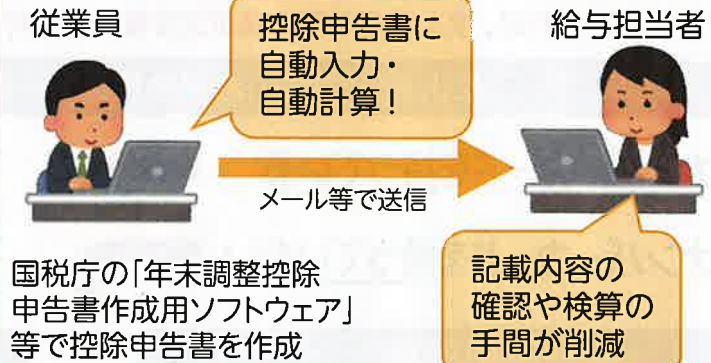 従業員
控除申告書に
自動入力・
自動計算！
給与担当者
メール等で送信
国税庁の「年末調整控除
申告書作成用ソフトウェア」
等で控除申告書を作成
記載内容の
確認や検算の
手間が削減